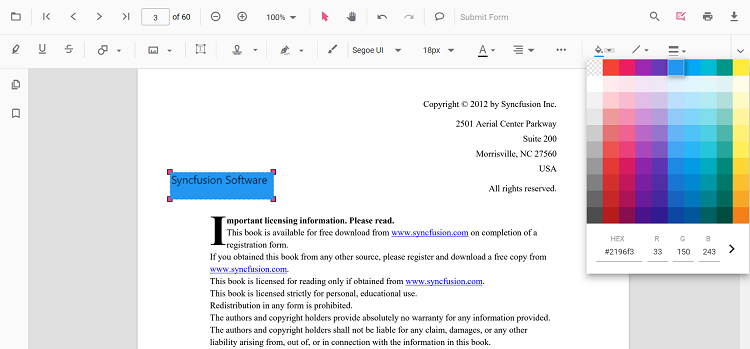 3 of 60 100% Submit Form
Segoe UI 18px A
Copyright © 2012 by Syncfusion Inc.
2501 Aerial Center Parkway
Suite 200
Morrisville, NC 27560
USA
All rights reserved.
Syncfusion Software
Important licensing information. Please read.
This book is available for free download from www.syncfusion.com on completion of a
registration form.
If you obtained this book from any other source, please register and download a free copy from
www.syncfusion.com.
This book is licensed for reading only if obtained from www.syncfusion.com.
This book is licensed strictly for personal, educational use.
Redistribution in any form is prohibited.
The authors and copyright holders provide absolutely no warranty for any information provided.
The authors and copyright holders shall not be liable for any claim, damages, or any other
liability arising from, out of, or in connection with the information in this book.
HEX R G B
#2196f3 33 150 243